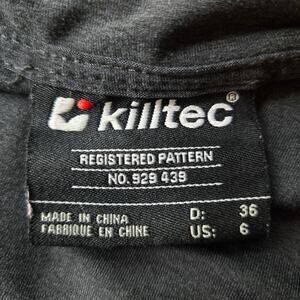 killtec®
REGISTERED PATTERN
NO. 929 439
MADE IN CHINA D: 36
FABRIQUE EN CHINE US: 6